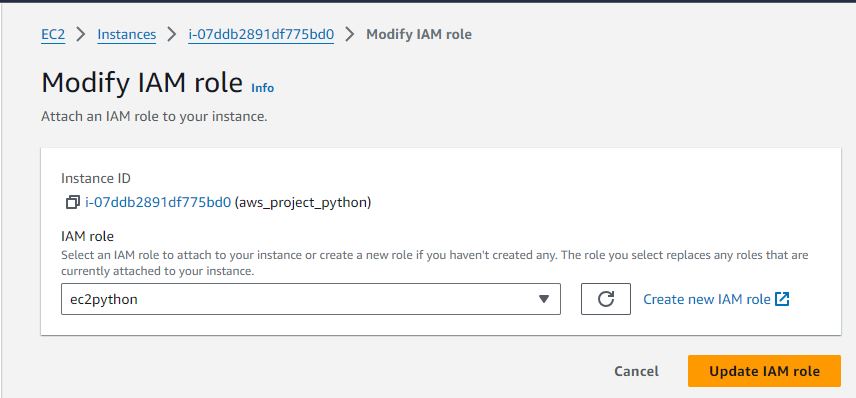 EC2 > Instances > i-07ddb2891df775bd0 > Modify IAM role
Modify IAM role Info
Attach an IAM role to your instance.
Instance ID
i-07ddb2891df775bd0 (aws_project_python)
IAM role
Select an IAM role to attach to your instance or create a new role if you haven't created any. The role you select replaces any roles that are
currently attached to your instance.
ec2python
Create new IAM role
Cancel
Update IAM role